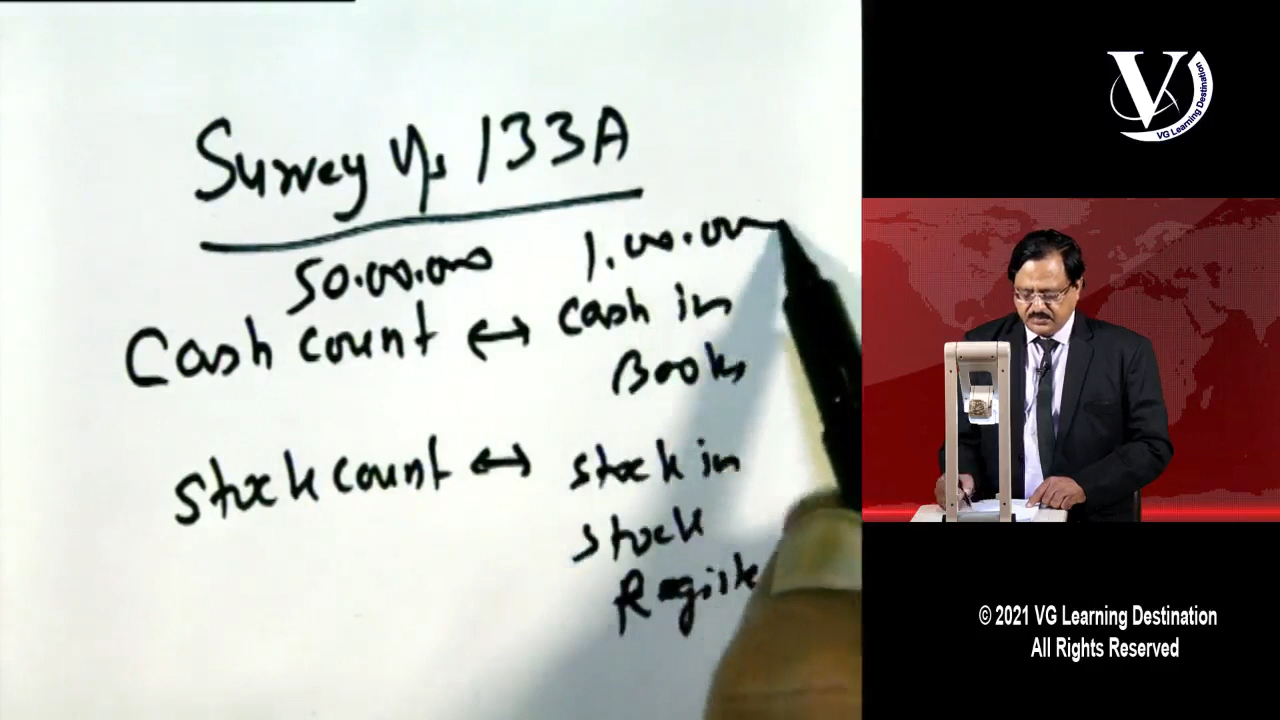 Survey u/s 133A
50.00.000 1.00.000
Cash count ↔ cash in
Books
stock count ↔ stock in
stock
Registe
V
VG Learning Destination
© 2021 VG Learning Destination
All Rights Reserved